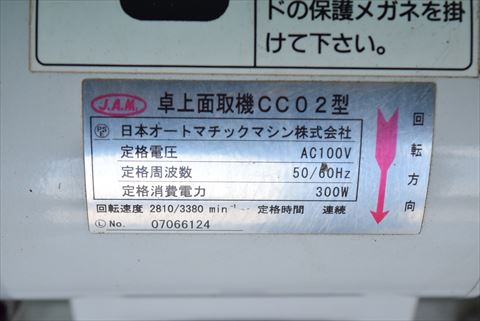 ドの保護メガネを掛
けて下さい。
J.A.M. 卓上面取機CC02型
日本オートマチックマシン株式会社
定格電圧 AC100V
定格周波数 50/60Hz
定格消費電力 300W
回転速度 2810/3380 min⁻¹ 定格時間 連続
Ⓛ No. 07066124
回転方向